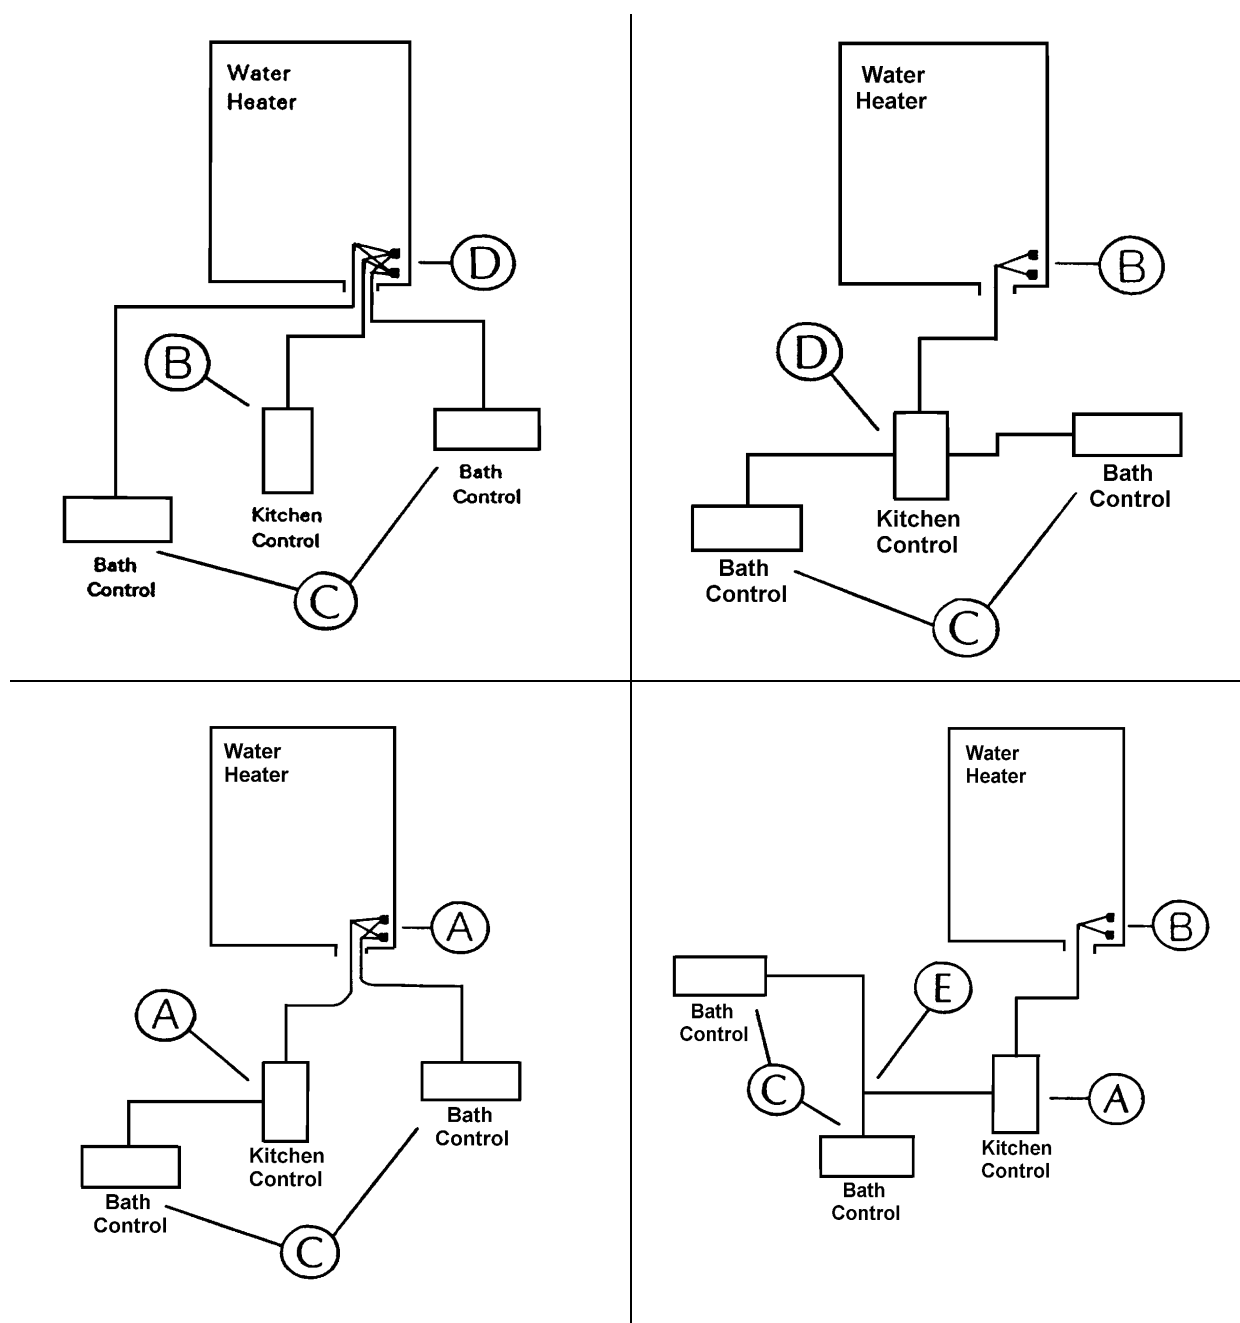 Water
Heater
D
B
Bath
Control
Kitchen
Control
Bath
Control
C
Water
Heater
B
D
Bath
Control
Kitchen
Control
Bath
Control
C
Water
Heater
A
A
Bath
Control
Kitchen
Control
Bath
Control
C
Water
Heater
B
E
Bath
Control
C
A
Kitchen
Control
Bath
Control